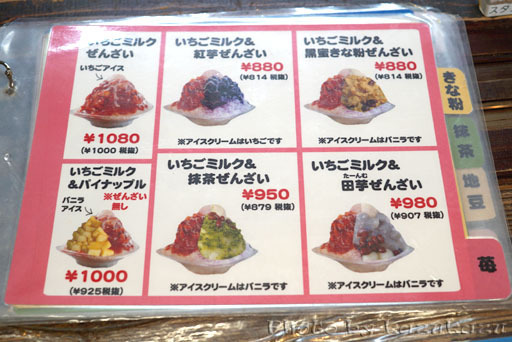 いちごミルク
ぜんざい
いちごアイス
¥1080
(¥1000 税抜)
いちごミルク&
紅芋ぜんざい
¥880
(¥814 税抜)
※アイスクリームはいちごです
いちごミルク&
黒蜜きな粉ぜんざい
¥880
(¥814 税抜)
※アイスクリームはバニラです
いちごミルク
&パイナップル
※ぜんざい
無し
バニラ
アイス
¥1000
(¥925税抜)
いちごミルク&
抹茶ぜんざい
¥950
(¥879 税抜)
※アイスクリームはバニラです
いちごミルク&
たーんむ
田芋ぜんざい
¥980
(¥907 税抜)
※アイスクリームはバニラです
きな粉
抹茶
地豆
苺
スタ